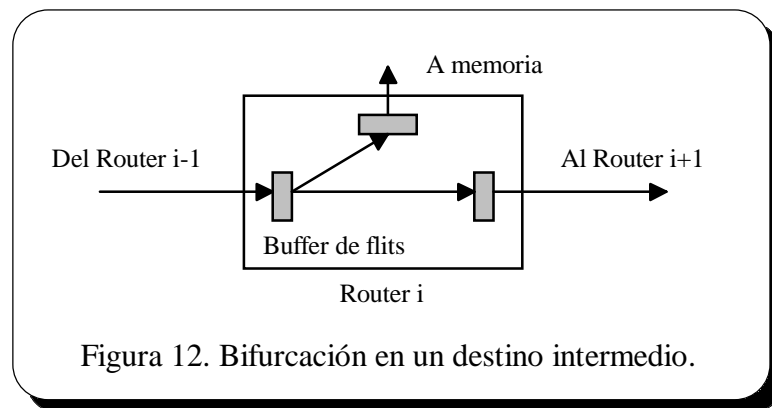 A memoria
Del Router i-1
Al Router i+1
Buffer de flits
Router i
Figura 12. Bifurcación en un destino intermedio.